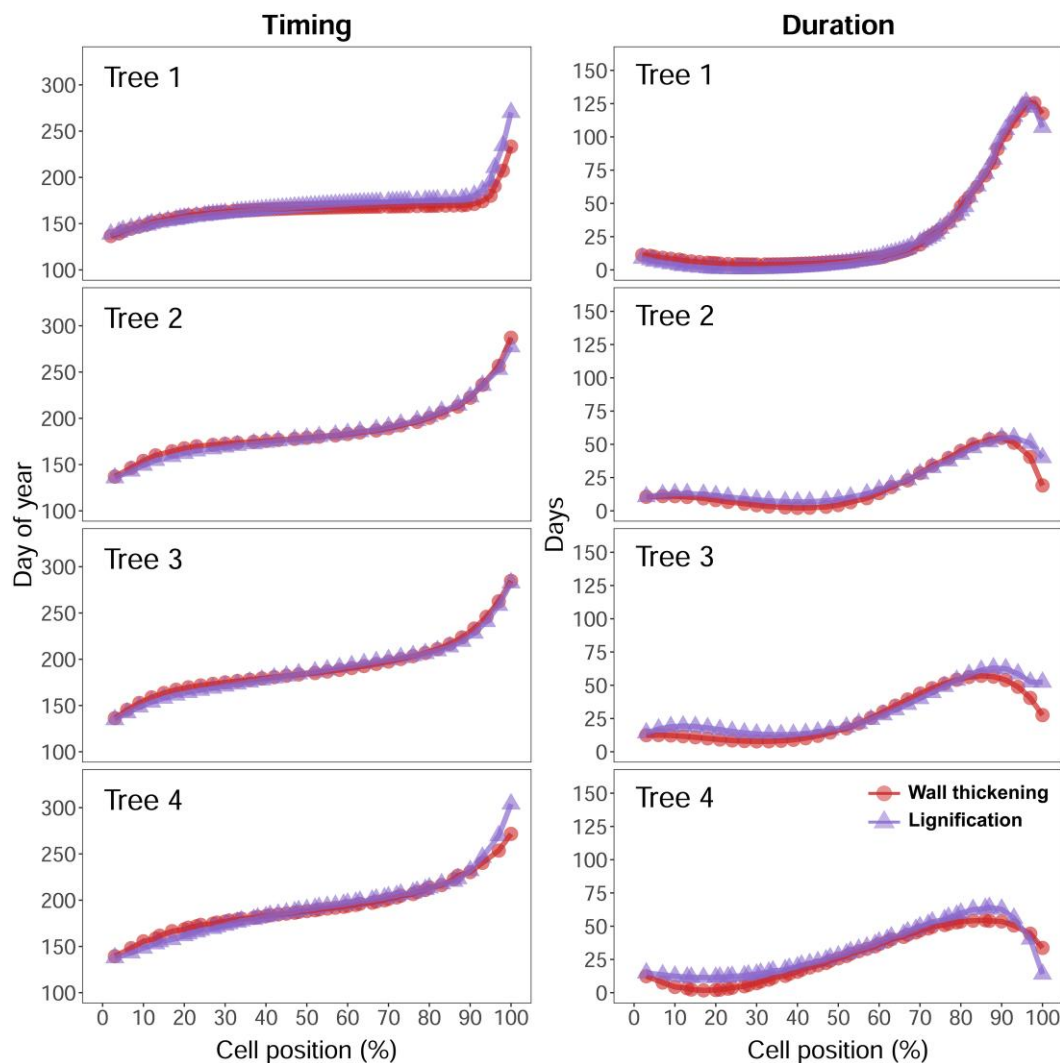 Timing
Duration
Tree 1
300
250
200
150
100
Tree 1
150
125
100
75
50
25
0
Tree 2
300
250
200
150
100
Tree 2
150
125
100
75
50
25
0
Day of year
Days
Tree 3
300
250
200
150
100
Tree 3
150
125
100
75
50
25
0
Tree 4
300
250
200
150
100
Tree 4
150
125
100
75
50
25
0
Wall thickening
Lignification
0 10 20 30 40 50 60 70 80 90 100
0 10 20 30 40 50 60 70 80 90 100
Cell position (%)
Cell position (%)